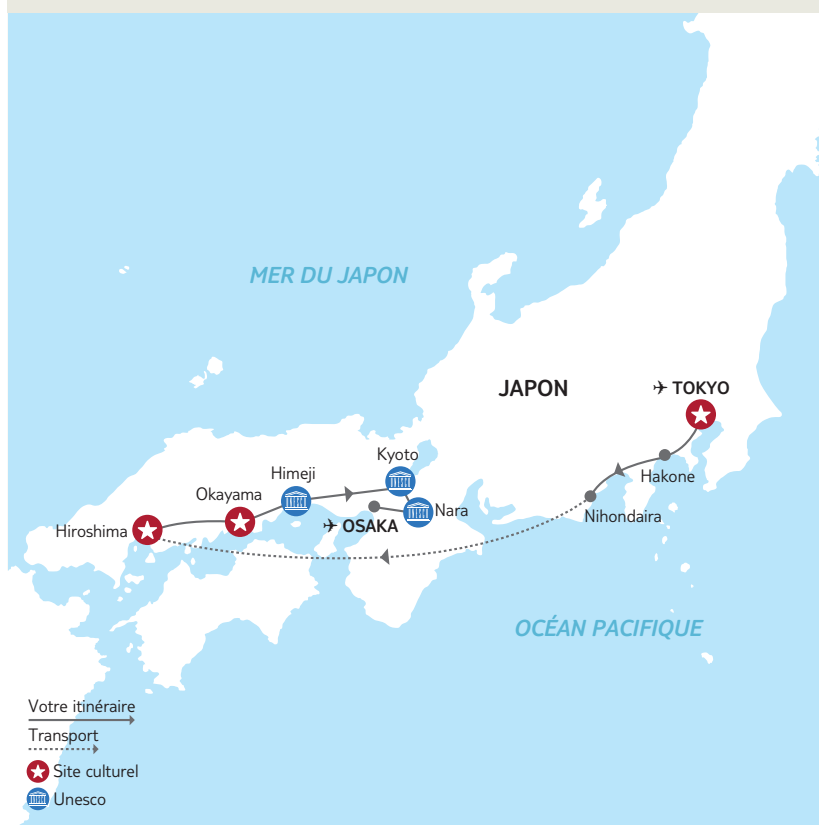 MER DU JAPON
JAPON
TOKYO
Kyoto
Hakone
Himeji
Okayama
Nihondaira
Nara
OSAKA
Hiroshima
OCÉAN PACIFIQUE
Votre itinéraire
Transport
Site culturel
Unesco